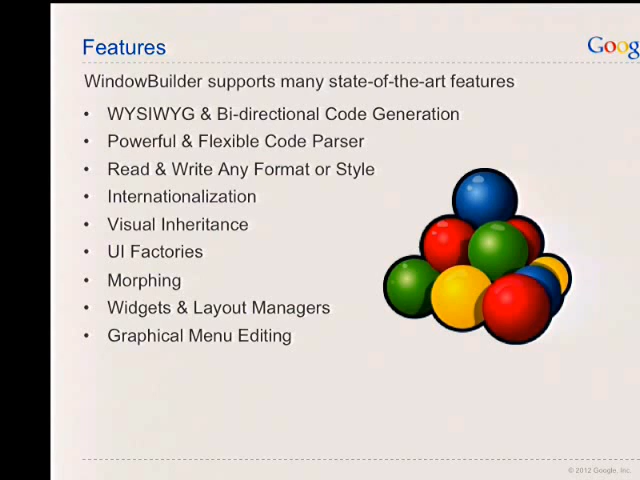 Features
Goog
WindowBuilder supports many state-of-the-art features
• WYSIWYG & Bi-directional Code Generation
• Powerful & Flexible Code Parser
• Read & Write Any Format or Style
• Internationalization
• Visual Inheritance
• UI Factories
• Morphing
• Widgets & Layout Managers
• Graphical Menu Editing
© 2012 Google, Inc.